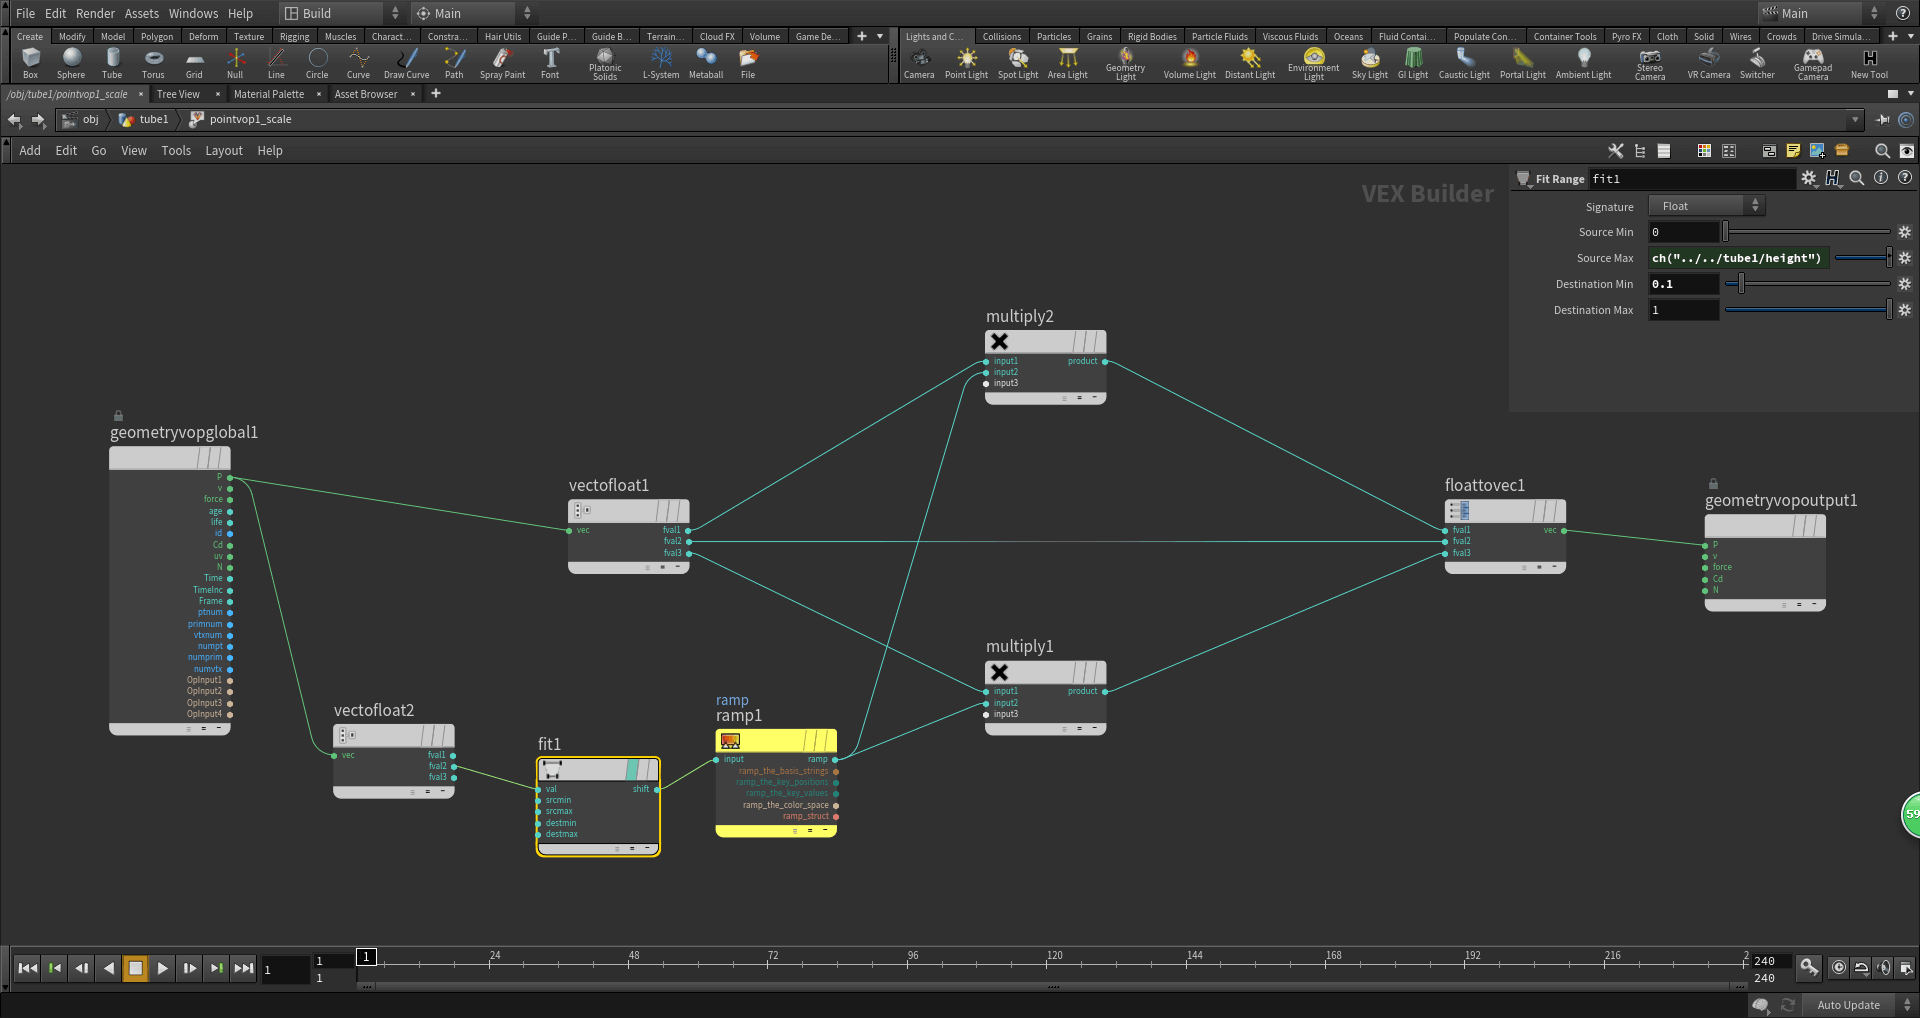 File Edit Render Assets Windows Help Build Main Main
Create Modify Model Polygon Deform Texture Rigging Muscles Charact... Constra... Hair Utils Guide P... Guide B... Terrain... Cloud FX Volume Game De... Lights and C... Collisions Particles Grains Rigid Bodies Particle Fluids Viscous Fluids Oceans Fluid Contai... Populate Con... Container Tools Pyro FX Cloth Solid Wires Crowds Drive Simula...
Box Sphere Tube Torus Grid Null Line Circle Curve Draw Curve Path Spray Paint Font Platonic Solids L-System Metaball File Camera Point Light Spot Light Area Light Geometry Light Volume Light Distant Light Environment Light Sky Light GI Light Caustic Light Portal Light Ambient Light Stereo Camera VR Camera Switcher Gamepad Camera New Tool
/obj/tube1/pointvop1_scale Tree View Material Palette Asset Browser
obj tube1 pointvop1_scale
Add Edit Go View Tools Layout Help
VEX Builder
Fit Range fit1
Signature Float
Source Min 0
Source Max ch("../../tube1/height")
Destination Min 0.1
Destination Max 1
geometryvopglobal1
P
v
force
age
life
id
Cd
uv
N
Time
TimeInc
Frame
ptnum
primnum
vtxnum
numpt
numprim
numvtx
OpInput1
OpInput2
OpInput3
OpInput4
vectofloat1
vec fval1
fval2
fval3
vectofloat2
vec fval1
fval2
fval3
fit1
val shift
srcmin
srcmax
destmin
destmax
ramp
ramp1
input ramp
ramp_the_basis_strings
ramp_the_key_positions
ramp_the_key_values
ramp_the_color_space
ramp_struct
multiply2
input1 product
input2
input3
multiply1
input1 product
input2
input3
floattovec1
fval1 vec
fval2
fval3
geometryvopoutput1
P
v
force
Cd
N
59
1 1 1 1 24 48 72 96 120 144 168 192 216 2 240
240
Auto Update